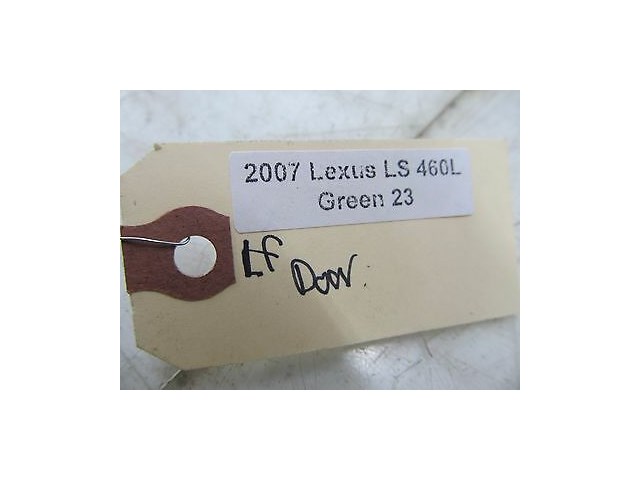 2007 Lexus LS 460L
Green 23
LF
Door.